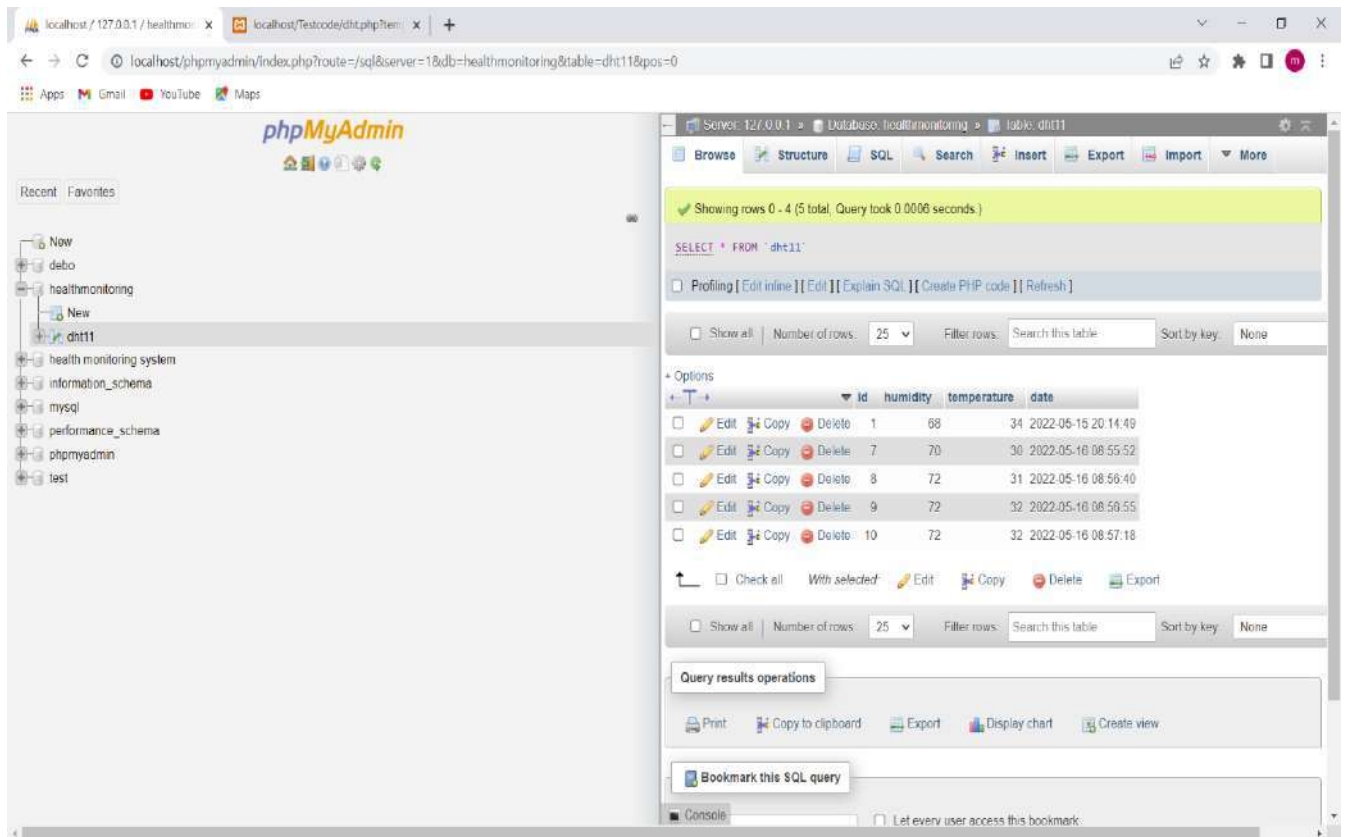 localhost / 127.0.0.1 / healthmo
localhost/Testcode/dht.php?tem
localhost/phpmyadmin/index.php?route=/sql&server=1&db=healthmonitoring&table=dht11&pos=0
m
Apps Gmail YouTube Maps
phpMyAdmin
Recent Favorites
New
debo
healthmonitoring
New
dht11
health monitoring system
information_schema
mysql
performance_schema
phpmyadmin
test
Server: 127.0.0.1 » Database: healthmonitoring » Table: dht11
Browse Structure SQL Search Insert Export Import More
Showing rows 0 - 4 (5 total, Query took 0.0006 seconds.)
SELECT * FROM `dht11`
Profiling [ Edit inline ] [ Edit ] [ Explain SQL ] [ Create PHP code ] [ Refresh ]
Show all | Number of rows: 25 Filter rows: Search this table Sort by key: None
+ Options
←T→ id humidity temperature date
Edit Copy Delete 1 68 34 2022-05-15 20:14:49
Edit Copy Delete 7 70 30 2022-05-16 08:55:52
Edit Copy Delete 8 72 31 2022-05-16 08:56:40
Edit Copy Delete 9 72 32 2022-05-16 08:56:55
Edit Copy Delete 10 72 32 2022-05-16 08:57:18
Check all With selected: Edit Copy Delete Export
Show all | Number of rows: 25 Filter rows: Search this table Sort by key: None
Query results operations
Print Copy to clipboard Export Display chart Create view
Bookmark this SQL query
Console
Let every user access this bookmark